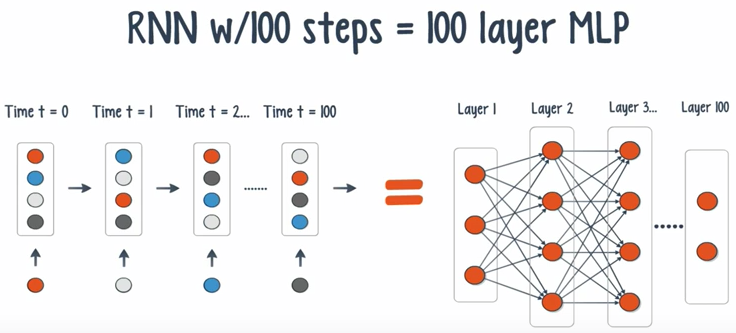 RNN w/100 steps = 100 layer MLP
Time t = 0 Time t = 1 Time t = 2... Time t = 100
Layer 1 Layer 2 Layer 3... Layer 100